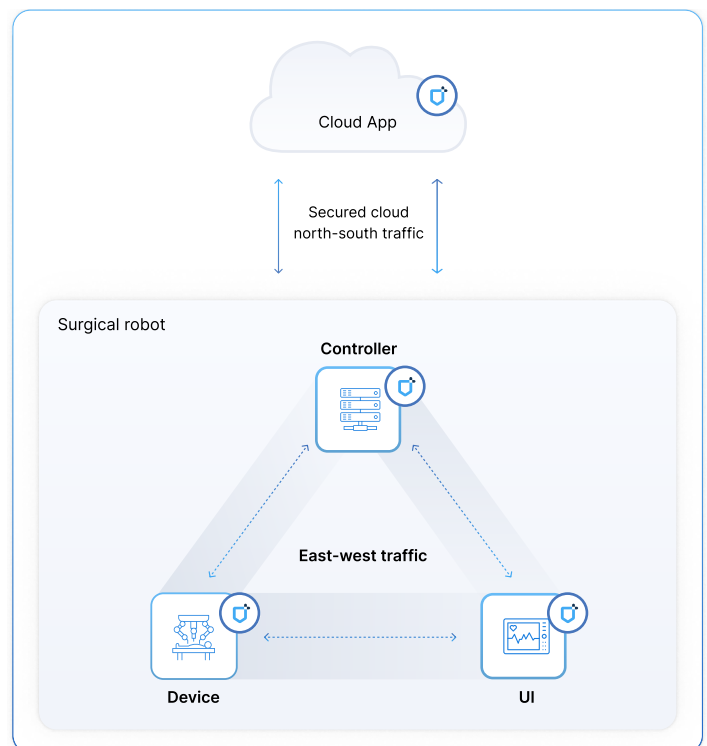 Cloud App
Secured cloud
north-south traffic
Surgical robot
Controller
East-west traffic
Device
UI